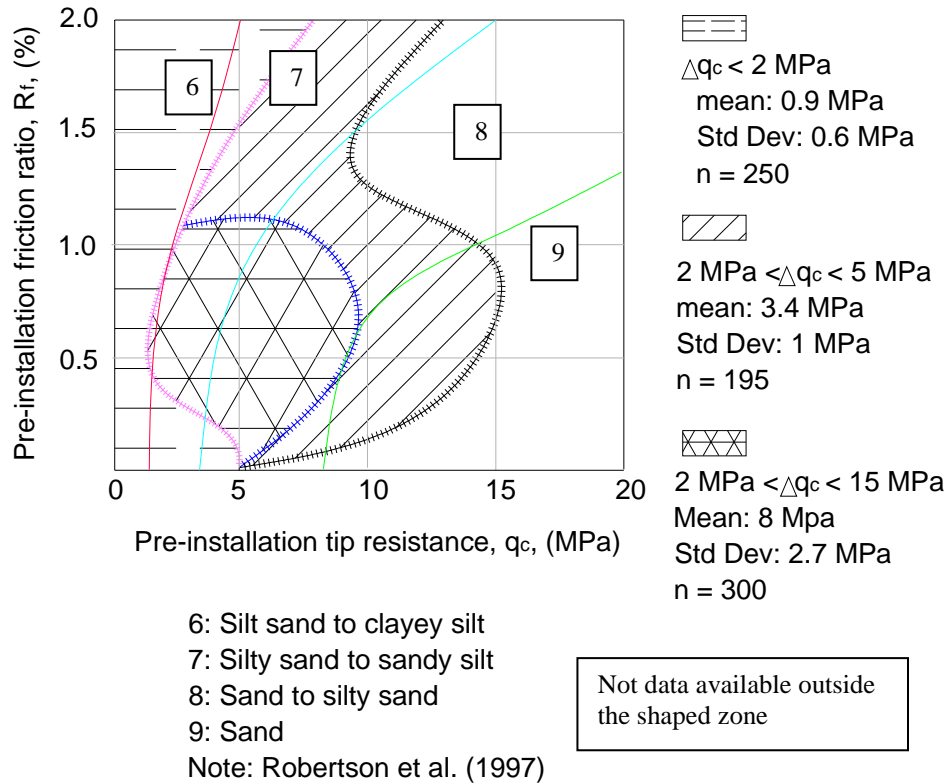 Pre-installation friction ratio, Rf, (%)
2.0
1.5
1.0
0.5
0
5
10
15
20
6
7
8
9
Pre-installation tip resistance, qc, (MPa)
△qc < 2 MPa
mean: 0.9 MPa
Std Dev: 0.6 MPa
n = 250
2 MPa <△qc < 5 MPa
mean: 3.4 MPa
Std Dev: 1 MPa
n = 195
2 MPa <△qc < 15 MPa
Mean: 8 Mpa
Std Dev: 2.7 MPa
n = 300
6: Silt sand to clayey silt
7: Silty sand to sandy silt
8: Sand to silty sand
9: Sand
Note: Robertson et al. (1997)
Not data available outside
the shaped zone